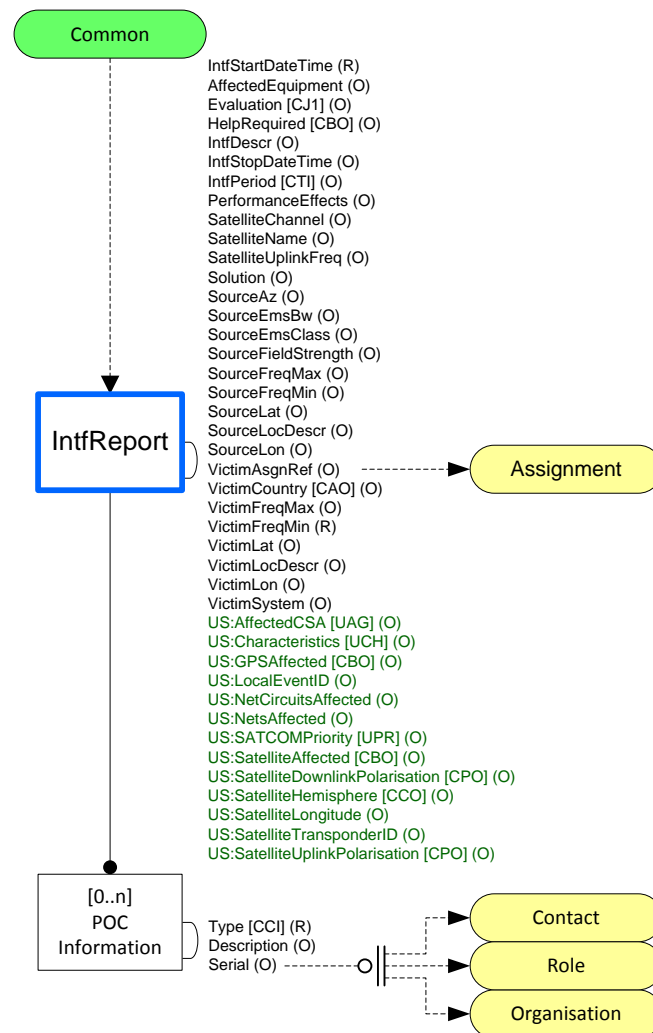 Common
IntfStartDateTime (R)
AffectedEquipment (O)
Evaluation [CJ1] (O)
HelpRequired [CBO] (O)
IntfDescr (O)
IntfStopDateTime (O)
IntfPeriod [CTI] (O)
PerformanceEffects (O)
SatelliteChannel (O)
SatelliteName (O)
SatelliteUplinkFreq (O)
Solution (O)
SourceAz (O)
SourceEmsBw (O)
SourceEmsClass (O)
SourceFieldStrength (O)
SourceFreqMax (O)
SourceFreqMin (O)
SourceLat (O)
SourceLocDescr (O)
IntfReport
SourceLon (O)
VictimAsgnRef (O)
Assignment
VictimCountry [CAO] (O)
VictimFreqMax (O)
VictimFreqMin (R)
VictimLat (O)
VictimLocDescr (O)
VictimLon (O)
VictimSystem (O)
US:AffectedCSA [UAG] (O)
US:Characteristics [UCH] (O)
US:GPSAffected [CBO] (O)
US:LocalEventID (O)
US:NetCircuitsAffected (O)
US:NetsAffected (O)
US:SATCOMPriority [UPR] (O)
US:SatelliteAffected [CBO] (O)
US:SatelliteDownlinkPolarisation [CPO] (O)
US:SatelliteHemisphere [CCO] (O)
US:SatelliteLongitude (O)
US:SatelliteTransponderID (O)
US:SatelliteUplinkPolarisation [CPO] (O)
[0..n]
POC
Information
Type [CCI] (R)
Description (O)
Serial (O)
Contact
Role
Organisation